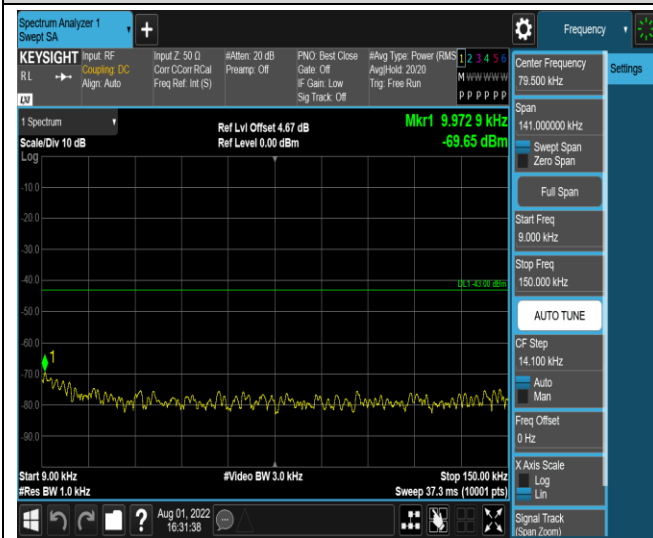 Spectrum Analyzer 1
Swept SA
+
Frequency
KEYSIGHT
RL
LXI
Input: RF
Coupling: DC
Align: Auto
Input Z: 50 Ω
Corr CCorr RCal
Freq Ref: Int (S)
#Atten: 20 dB
Preamp: Off
PNO: Best Close
Gate: Off
IF Gain: Low
Sig Track: Off
#Avg Type: Power (RMS
Avg|Hold: 20/20
Trig: Free Run
1 2 3 4 5 6
M W W W W W
P P P P P P
1 Spectrum
Scale/Div 10 dB
Log
Ref Lvl Offset 4.67 dB
Ref Level 0.00 dBm
Mkr1 9.972 9 kHz
-69.65 dBm
-10.0
-20.0
-30.0
-40.0
DL1 -43.00 dBm
-50.0
-60.0
1
-70.0
-80.0
-90.0
Start 9.00 kHz
#Res BW 1.0 kHz
#Video BW 3.0 kHz
Stop 150.00 kHz
Sweep 37.3 ms (10001 pts)
?
Aug 01, 2022
16:31:38
Center Frequency
79.500 kHz
Settings
Span
141.000000 kHz
Swept Span
Zero Span
Full Span
Start Freq
9.000 kHz
Stop Freq
150.000 kHz
AUTO TUNE
CF Step
14.100 kHz
Auto
Man
Freq Offset
0 Hz
X Axis Scale
Log
Lin
Signal Track
(Span Zoom)